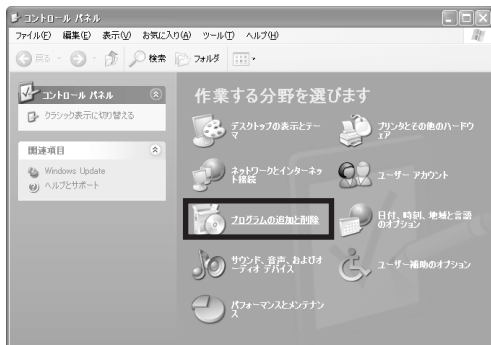 コントロール パネル
ファイル(F) 編集(E) 表示(V) お気に入り(A) ツール(T) ヘルプ(H)
戻る 検索 フォルダ
コントロール パネル
クラシック表示に切り替える
関連項目
Windows Update
ヘルプとサポート
作業する分野を選びます
デスクトップの表示とテー
マ
プリンタとその他のハードウ
ェア
ネットワークとインターネッ
ト接続
ユーザー アカウント
プログラムの追加と削除
日付、時刻、地域と言語
のオプション
サウンド、音声、およびオ
ーディオ デバイス
ユーザー補助のオプション
パフォーマンスとメンテナン
ス